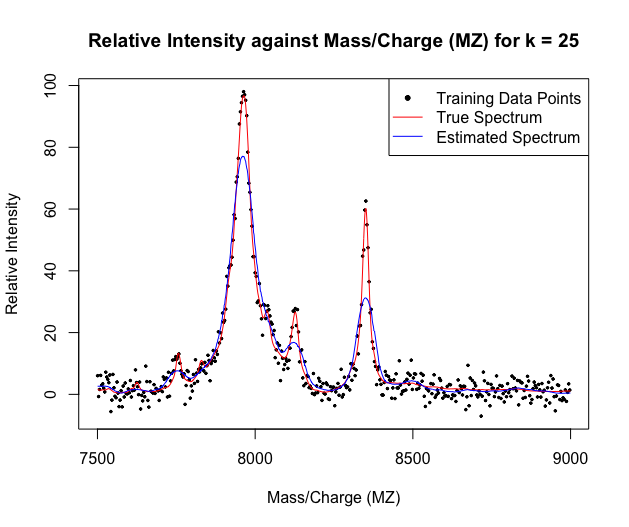 Relative Intensity against Mass/Charge (MZ) for k = 25
Training Data Points
True Spectrum
Estimated Spectrum
Relative Intensity
100
80
60
40
20
0
7500 8000 8500 9000
Mass/Charge (MZ)